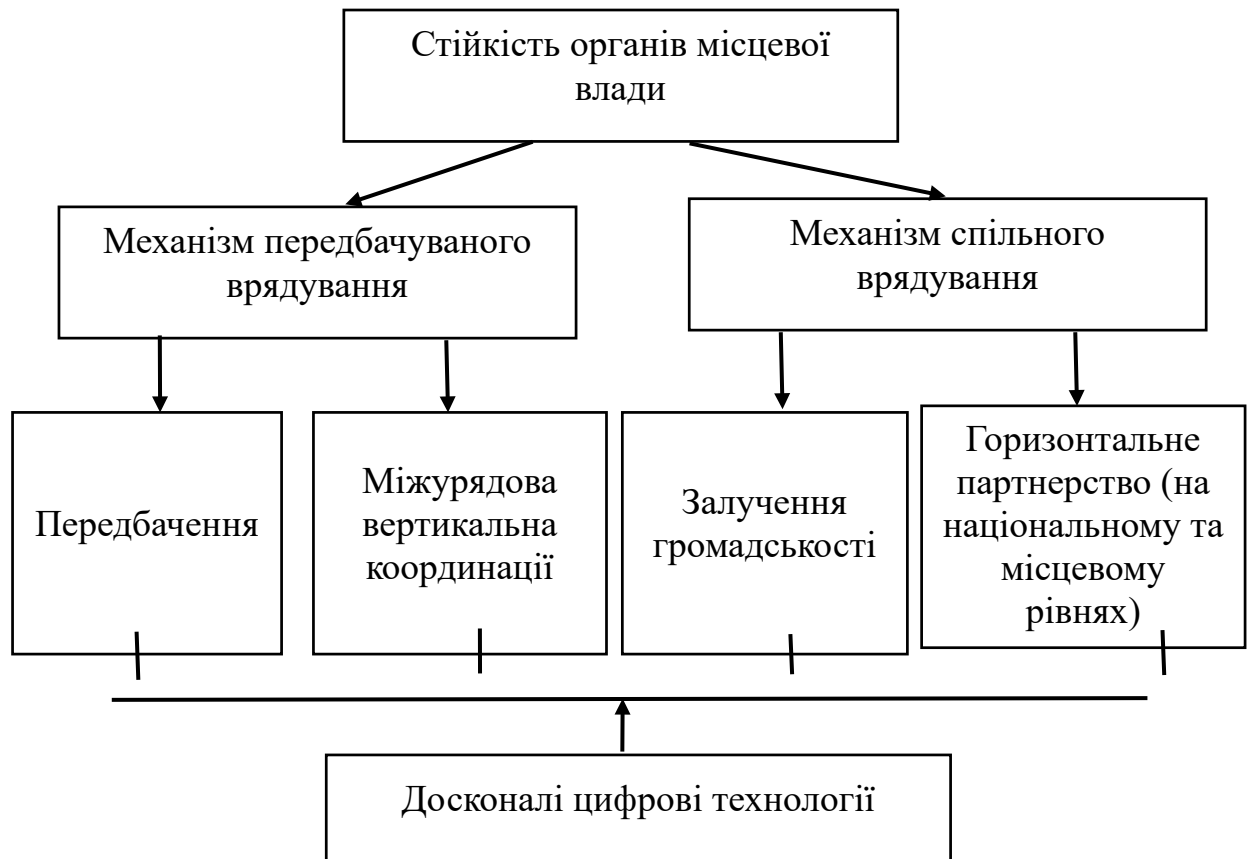 Стійкість органів місцевої
влади
Механізм передбачуваного
врядування
Механізм спільного
врядування
Передбачення
Міжурядова
вертикальна
координації
Залучення
громадськості
Горизонтальне
партнерство (на
національному та
місцевому
рівнях)
Досконалі цифрові технології